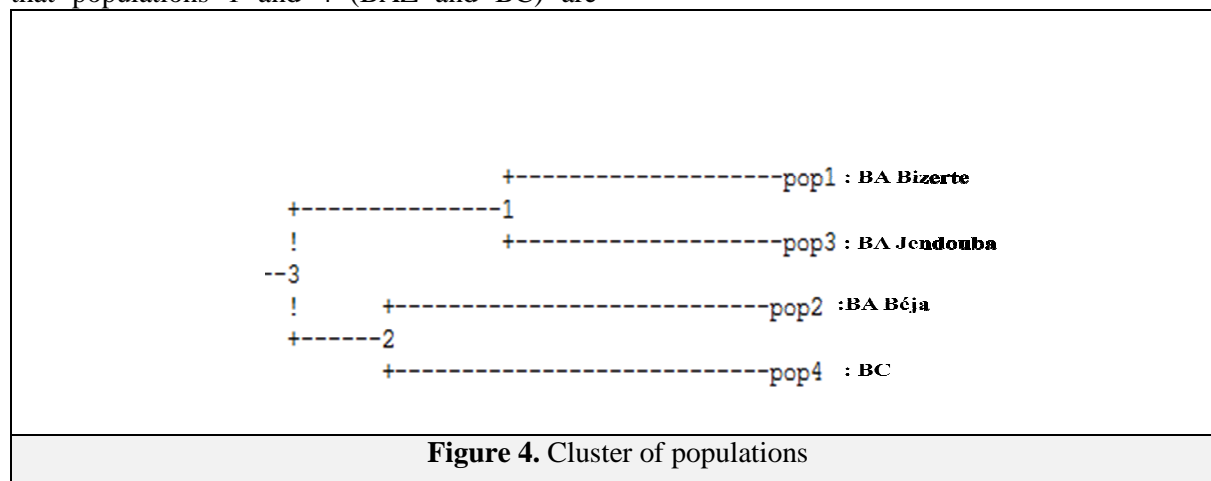 that populations 1 and 4 (BAZ and BC) are
+--------------------pop1 : BA Bizerte
+---------------1
! +--------------------pop3 : BA Jendouba
--3
! +----------------------------pop2 :BA Béja
+------2
+----------------------------pop4 : BC
Figure 4. Cluster of populations